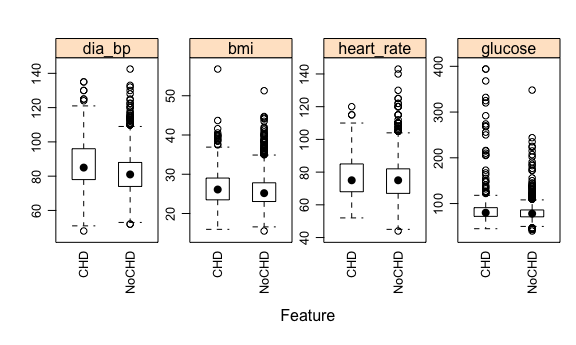 dia_bp bmi heart_rate glucose
60 80 100 120 140
20 30 40 50
40 60 80 100 120 140
100 200 300 400
CHD NoCHD CHD NoCHD CHD NoCHD CHD NoCHD
Feature